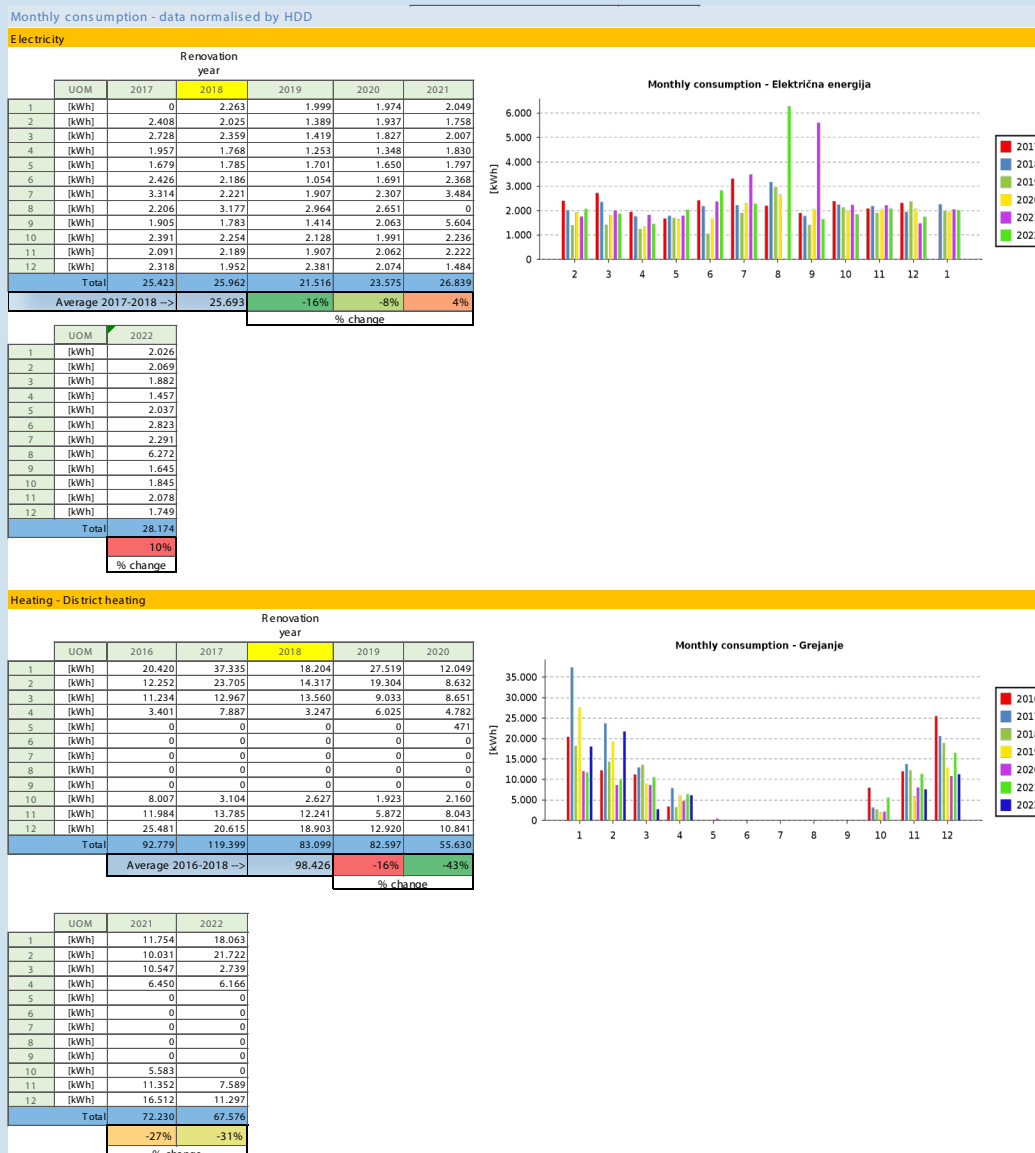 Monthly consumption - data normalised by HDD
Electricity
Renovation
year
UOM 2017 2018 2019 2020 2021
1 [kWh] 0 2.263 1.999 1.974 2.049
2 [kWh] 2.408 2.025 1.389 1.937 1.758
3 [kWh] 2.728 2.359 1.419 1.827 2.007
4 [kWh] 1.957 1.768 1.253 1.348 1.830
5 [kWh] 1.679 1.785 1.701 1.650 1.797
6 [kWh] 2.426 2.186 1.054 1.691 2.368
7 [kWh] 3.314 2.221 1.907 2.307 3.484
8 [kWh] 2.206 3.177 2.964 2.651 0
9 [kWh] 1.905 1.783 1.414 2.063 5.604
10 [kWh] 2.391 2.254 2.128 1.991 2.236
11 [kWh] 2.091 2.189 1.907 2.062 2.222
12 [kWh] 2.318 1.952 2.381 2.074 1.484
Total 25.423 25.962 21.516 23.575 26.839
Average 2017-2018 --> 25.693 -16% -8% 4%
% change
Monthly consumption - Električna energija
[kWh]
6.000
5.000
4.000
3.000
2.000
1.000
0
2 3 4 5 6 7 8 9 10 11 12 1
UOM 2022
1 [kWh] 2.026
2 [kWh] 2.069
3 [kWh] 1.882
4 [kWh] 1.457
5 [kWh] 2.037
6 [kWh] 2.823
7 [kWh] 2.291
8 [kWh] 6.272
9 [kWh] 1.645
10 [kWh] 1.845
11 [kWh] 2.078
12 [kWh] 1.749
Total 28.174
10%
% change
Heating - District heating
Renovation
year
UOM 2016 2017 2018 2019 2020
1 [kWh] 20.420 37.335 18.204 27.519 12.049
2 [kWh] 12.252 23.705 14.317 19.304 8.632
3 [kWh] 11.234 12.967 13.560 9.033 8.651
4 [kWh] 3.401 7.887 3.247 6.025 4.782
5 [kWh] 0 0 0 0 471
6 [kWh] 0 0 0 0 0
7 [kWh] 0 0 0 0 0
8 [kWh] 0 0 0 0 0
9 [kWh] 0 0 0 0 0
10 [kWh] 8.007 3.104 2.627 1.923 2.160
11 [kWh] 11.984 13.785 12.241 5.872 8.043
12 [kWh] 25.481 20.615 18.903 12.920 10.841
Total 92.779 119.399 83.099 82.597 55.630
Average 2016-2018 --> 98.426 -16% -43%
% change
Monthly consumption - Grejanje
[kWh]
35.000
30.000
25.000
20.000
15.000
10.000
5.000
0
1 2 3 4 5 6 7 8 9 10 11 12
UOM 2021 2022
1 [kWh] 11.754 18.063
2 [kWh] 10.031 21.722
3 [kWh] 10.547 2.739
4 [kWh] 6.450 6.166
5 [kWh] 0 0
6 [kWh] 0 0
7 [kWh] 0 0
8 [kWh] 0 0
9 [kWh] 0 0
10 [kWh] 5.583 0
11 [kWh] 11.352 7.589
12 [kWh] 16.512 11.297
Total 72.230 67.576
-27% -31%
% change